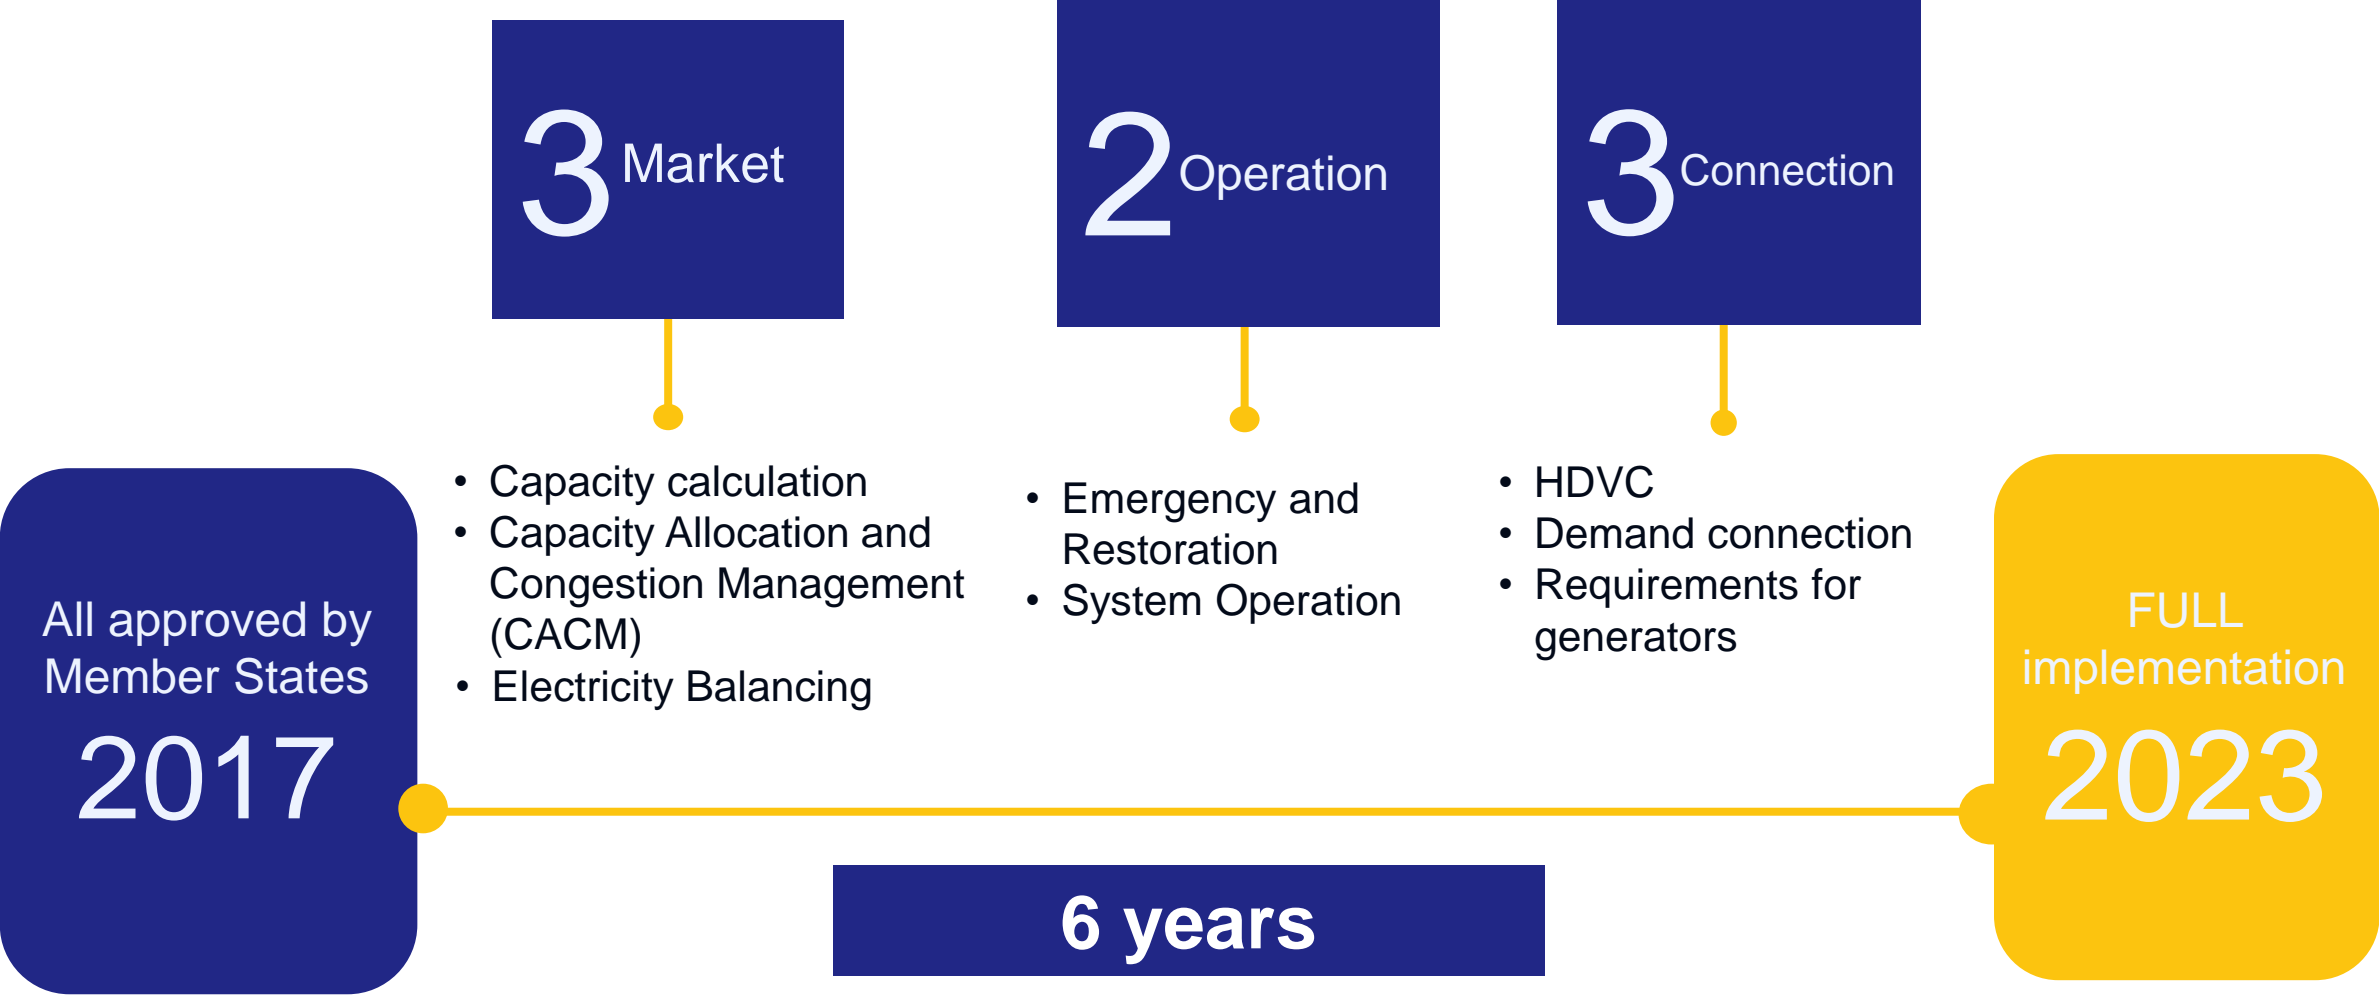 3 Market
2 Operation
3 Connection
• Capacity calculation
• Capacity Allocation and
Congestion Management
(CACM)
• Electricity Balancing
• Emergency and
Restoration
• System Operation
• HDVC
• Demand connection
• Requirements for
generators
All approved by
Member States
2017
FULL
implementation
2023
6 years